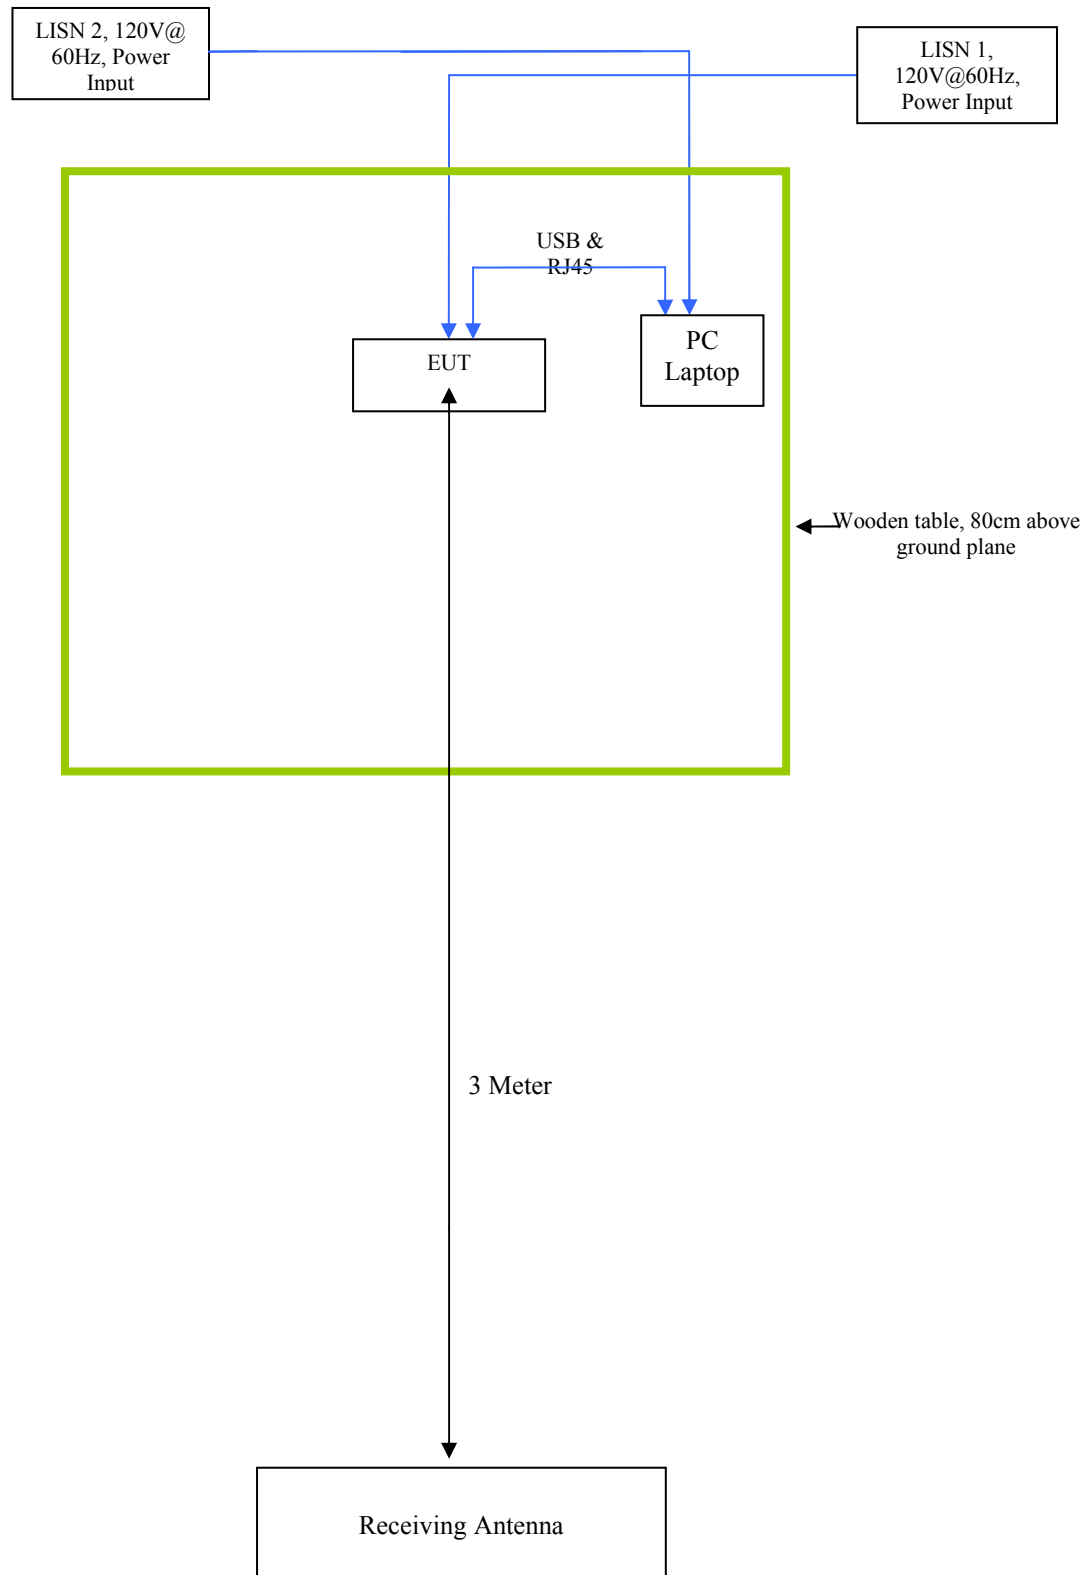 LISN 2, 120V@
60Hz, Power
Input
LISN 1,
120V@60Hz,
Power Input
USB &
RJ45
EUT
PC
Laptop
Wooden table, 80cm above
ground plane
3 Meter
Receiving Antenna